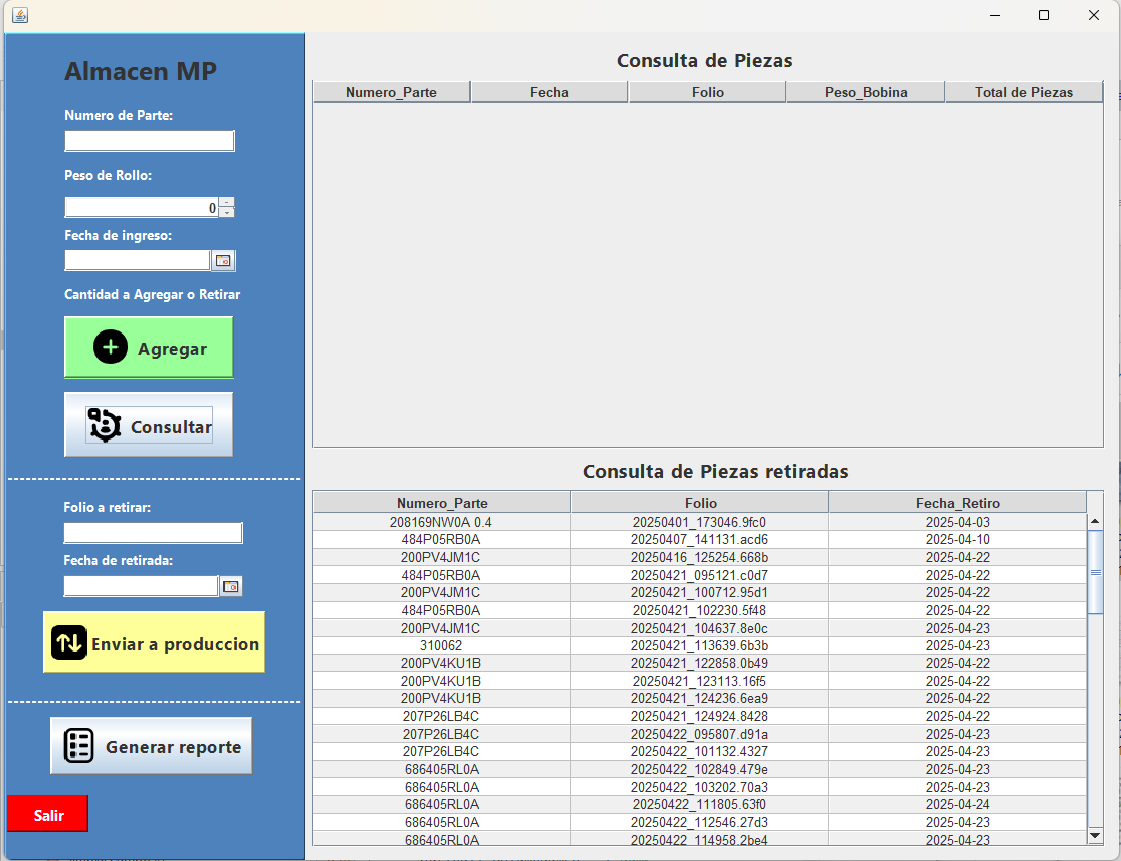 Almacen MP
Numero de Parte:
Peso de Rollo:
0
Fecha de ingreso:
Cantidad a Agregar o Retirar
Agregar
Consultar
Folio a retirar:
Fecha de retirada:
Enviar a produccion
Generar reporte
Salir
Consulta de Piezas
Numero_Parte Fecha Folio Peso_Bobina Total de Piezas
Consulta de Piezas retiradas
Numero_Parte Folio Fecha_Retiro
208169NW0A 0.4 20250401_173046.9fc0 2025-04-03
484P05RB0A 20250407_141131.acd6 2025-04-10
200PV4JM1C 20250416_125254.668b 2025-04-22
484P05RB0A 20250421_095121.c0d7 2025-04-22
200PV4JM1C 20250421_100712.95d1 2025-04-22
484P05RB0A 20250421_102230.5f48 2025-04-22
200PV4JM1C 20250421_104637.8e0c 2025-04-23
310062 20250421_113639.6b3b 2025-04-23
200PV4KU1B 20250421_122858.0b49 2025-04-22
200PV4KU1B 20250421_123113.16f5 2025-04-22
200PV4KU1B 20250421_124236.6ea9 2025-04-22
207P26LB4C 20250421_124924.8428 2025-04-22
207P26LB4C 20250422_095807.d91a 2025-04-23
207P26LB4C 20250422_101132.4327 2025-04-23
686405RL0A 20250422_102849.479e 2025-04-23
686405RL0A 20250422_103202.70a3 2025-04-23
686405RL0A 20250422_111805.63f0 2025-04-24
686405RL0A 20250422_112546.27d3 2025-04-23
686405RL0A 20250422_114958.2be4 2025-04-23